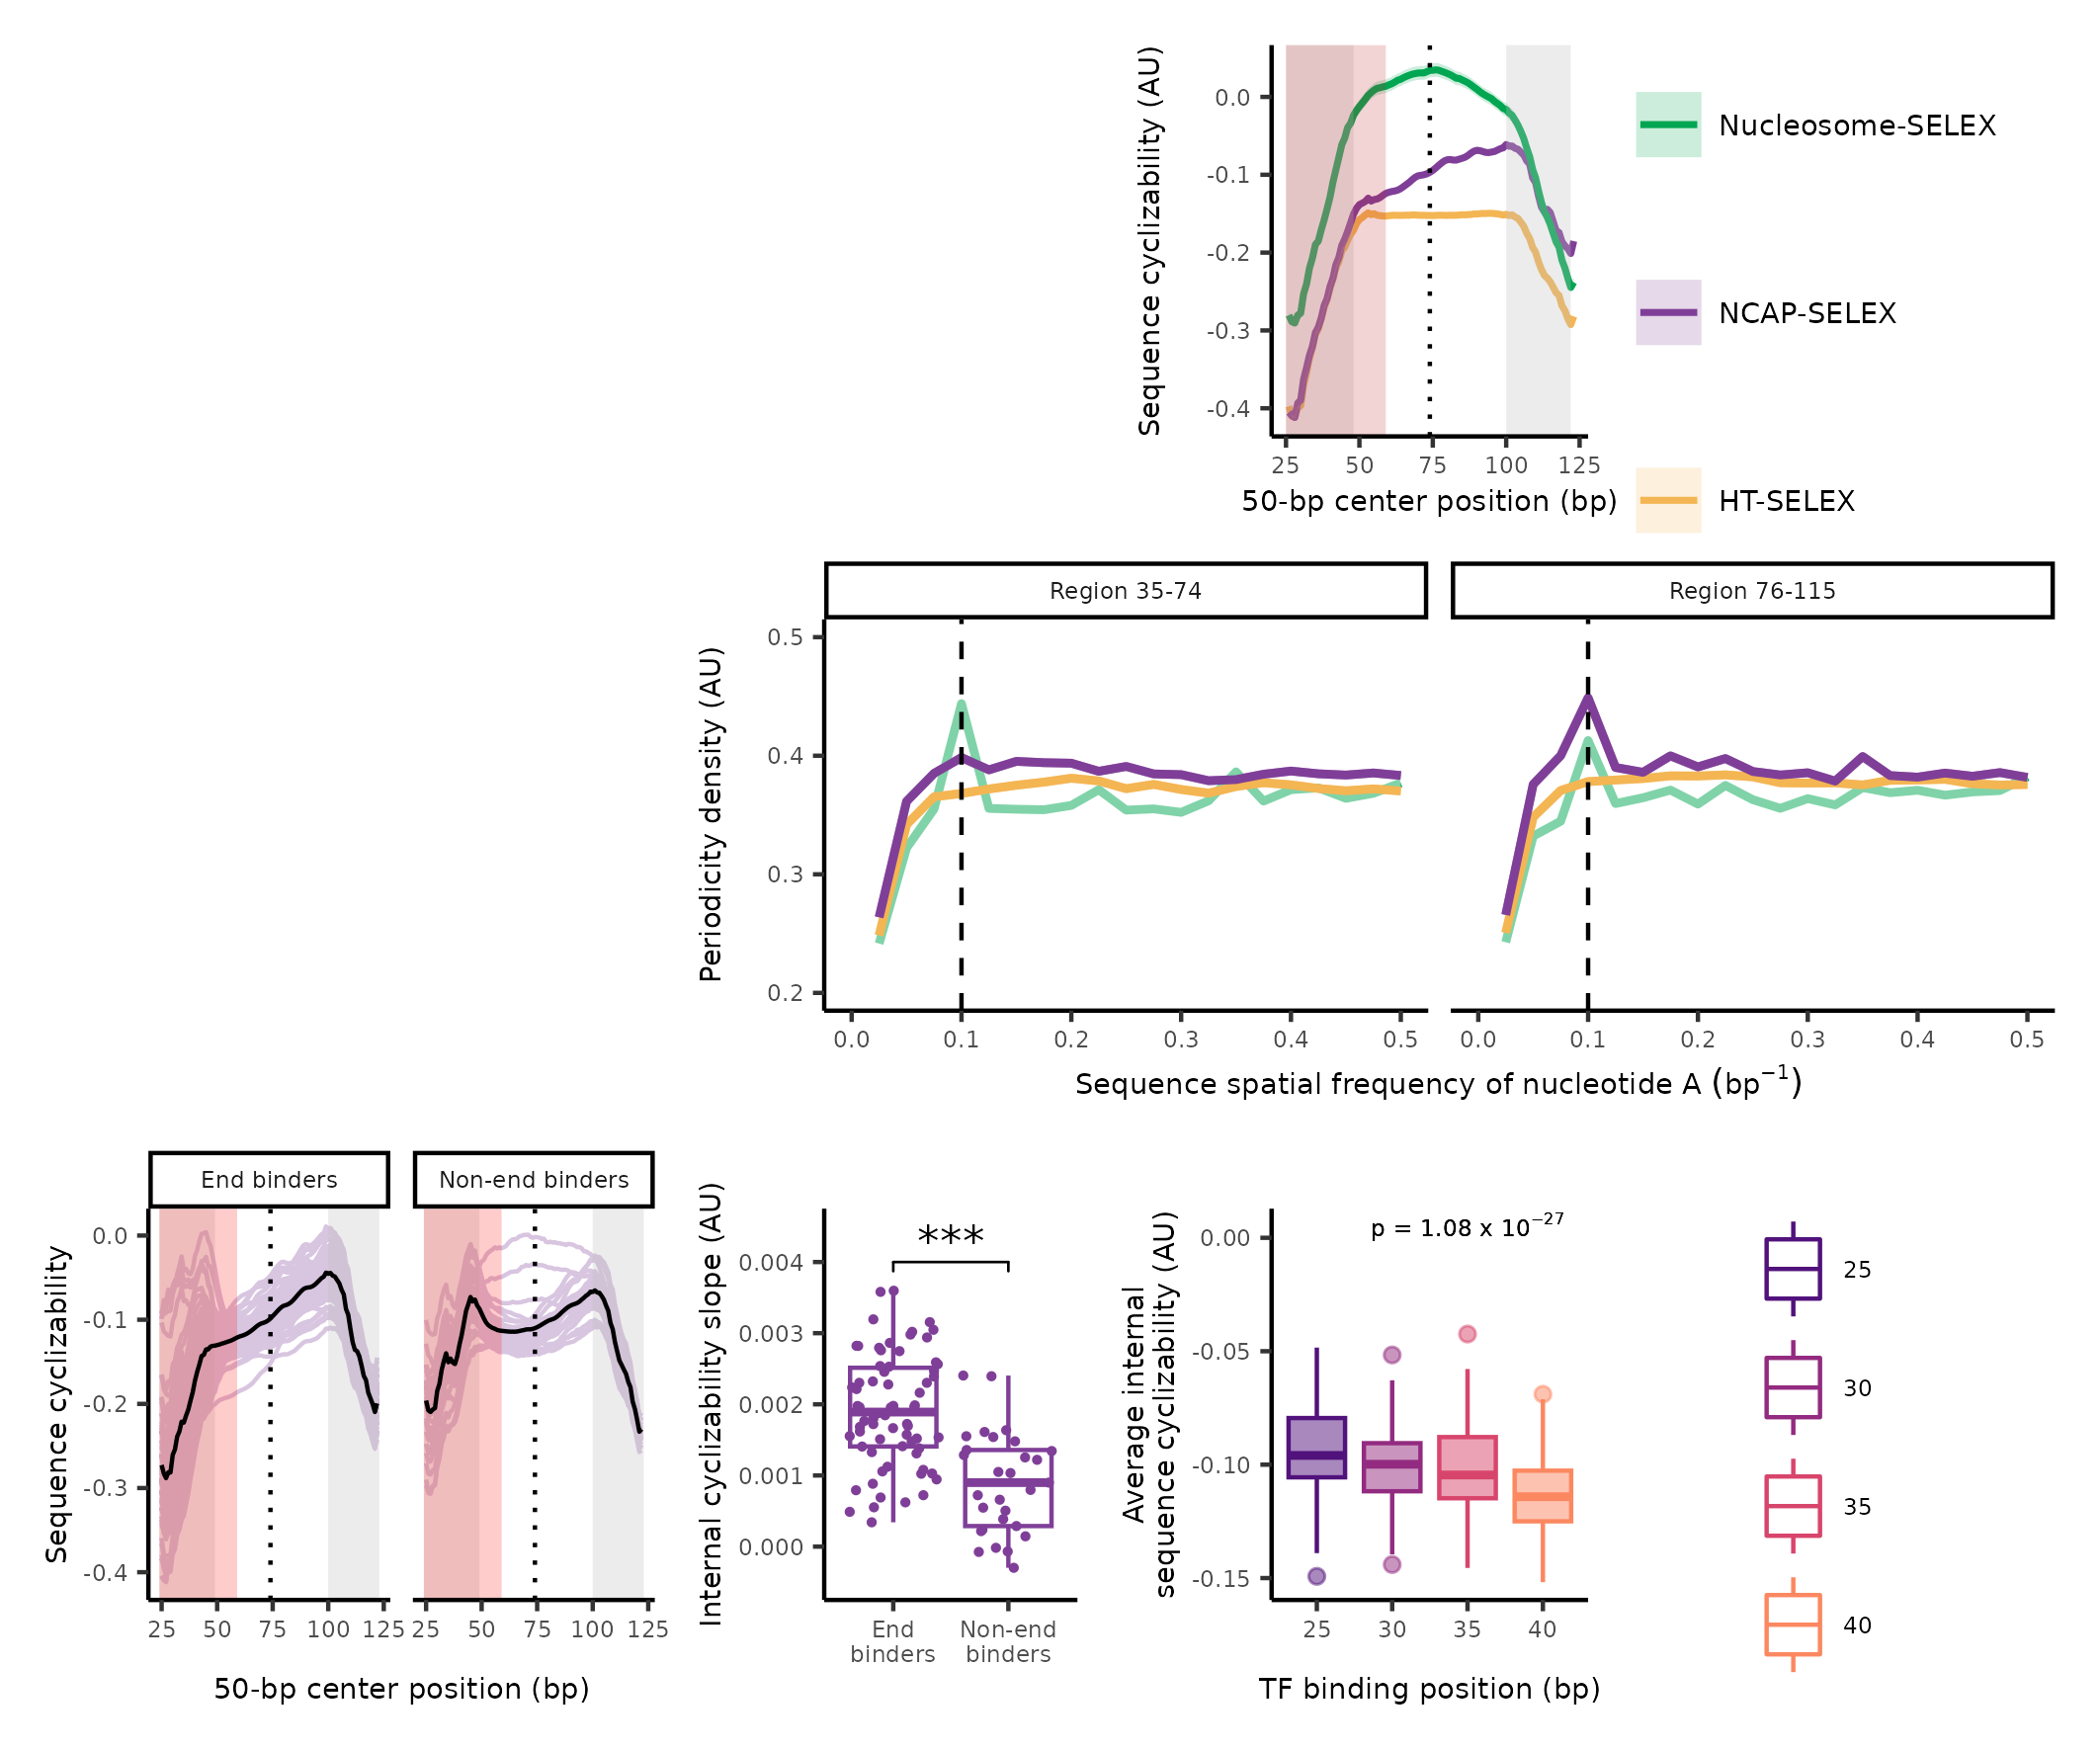 Sequence cyclizability (AU)
0.0
-0.1
-0.2
-0.3
-0.4
25 50 75 100 125
50-bp center position (bp)
Nucleosome-SELEX
NCAP-SELEX
HT-SELEX
Region 35-74
Region 76-115
Periodicity density (AU)
0.5
0.4
0.3
0.2
0.0 0.1 0.2 0.3 0.4 0.5
0.0 0.1 0.2 0.3 0.4 0.5
Sequence spatial frequency of nucleotide A (bp⁻¹)
End binders
Non-end binders
Sequence cyclizability
0.0
-0.1
-0.2
-0.3
-0.4
25 50 75 100 125
25 50 75 100 125
50-bp center position (bp)
Internal cyclizability slope (AU)
0.004
0.003
0.002
0.001
0.000
***
End
binders
Non-end
binders
Average internal
sequence cyclizability (AU)
0.00
-0.05
-0.10
-0.15
p = 1.08 x 10⁻²⁷
25 30 35 40
TF binding position (bp)
25
30
35
40